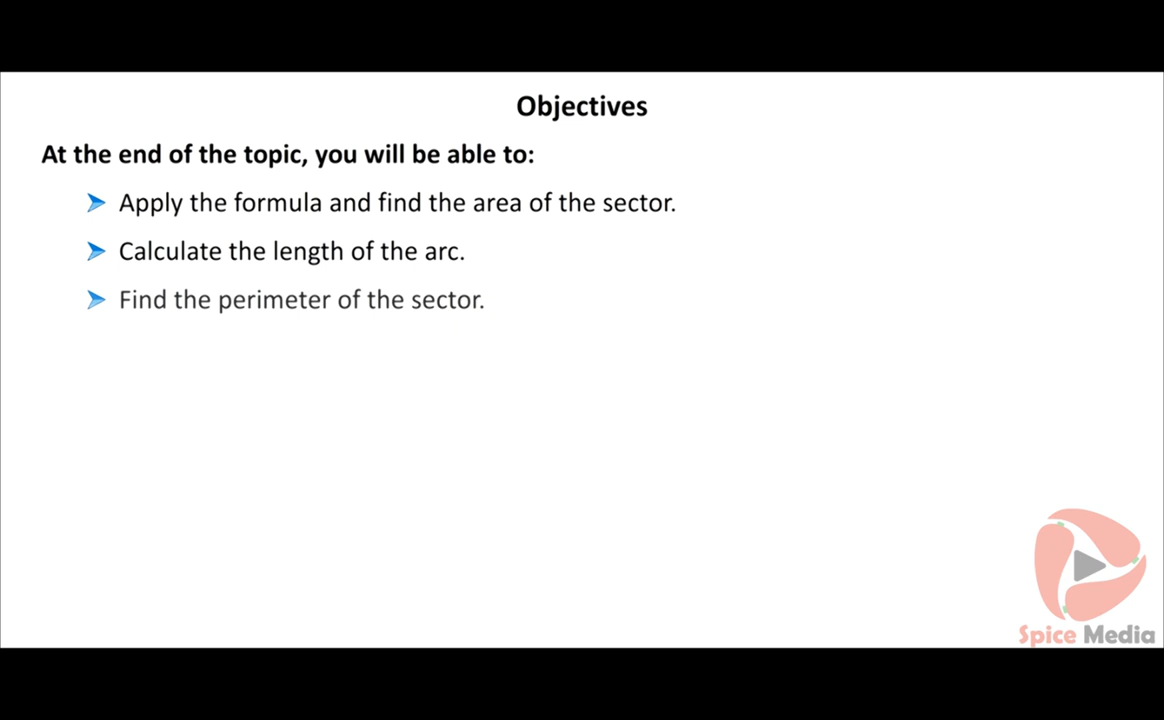 Objectives
At the end of the topic, you will be able to:
Apply the formula and find the area of the sector.
Calculate the length of the arc.
Find the perimeter of the sector.
Spice Media